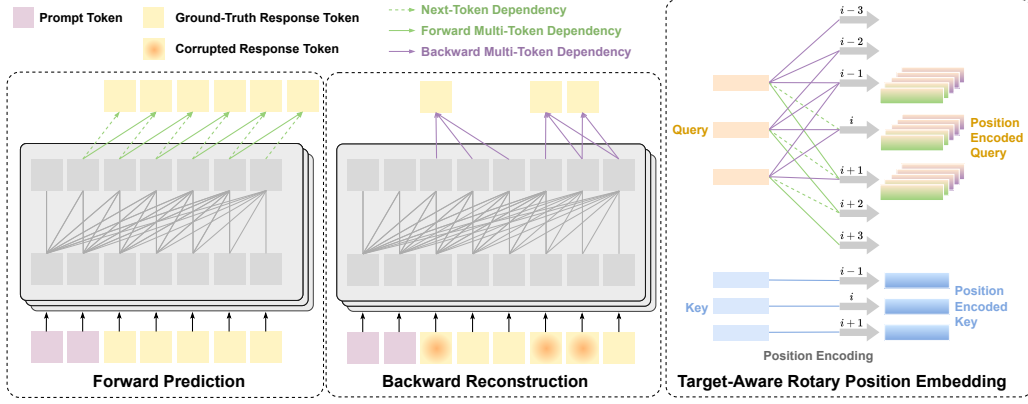 Prompt Token
Ground-Truth Response Token
Corrupted Response Token
Next-Token Dependency
Forward Multi-Token Dependency
Backward Multi-Token Dependency
Forward Prediction
Backward Reconstruction
i − 3
i − 2
i − 1
i
i + 1
i + 2
i + 3
Query
Position
Encoded
Query
i − 1
i
i + 1
Key
Position
Encoded
Key
Position Encoding
Target-Aware Rotary Position Embedding